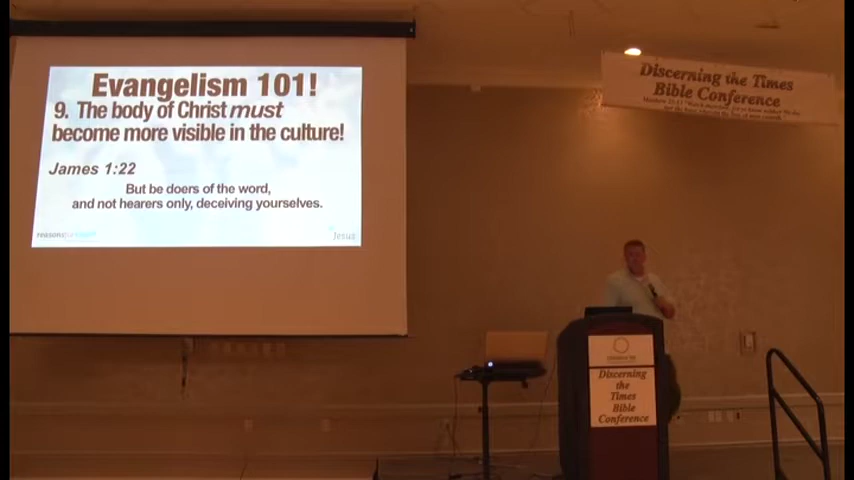 Evangelism 101!
9. The body of Christ must
become more visible in the culture!
James 1:22
But be doers of the word,
and not hearers only, deceiving yourselves.
Jesus
Discerning the Times
Bible Conference
Discerning
the
Times
Bible
Conference